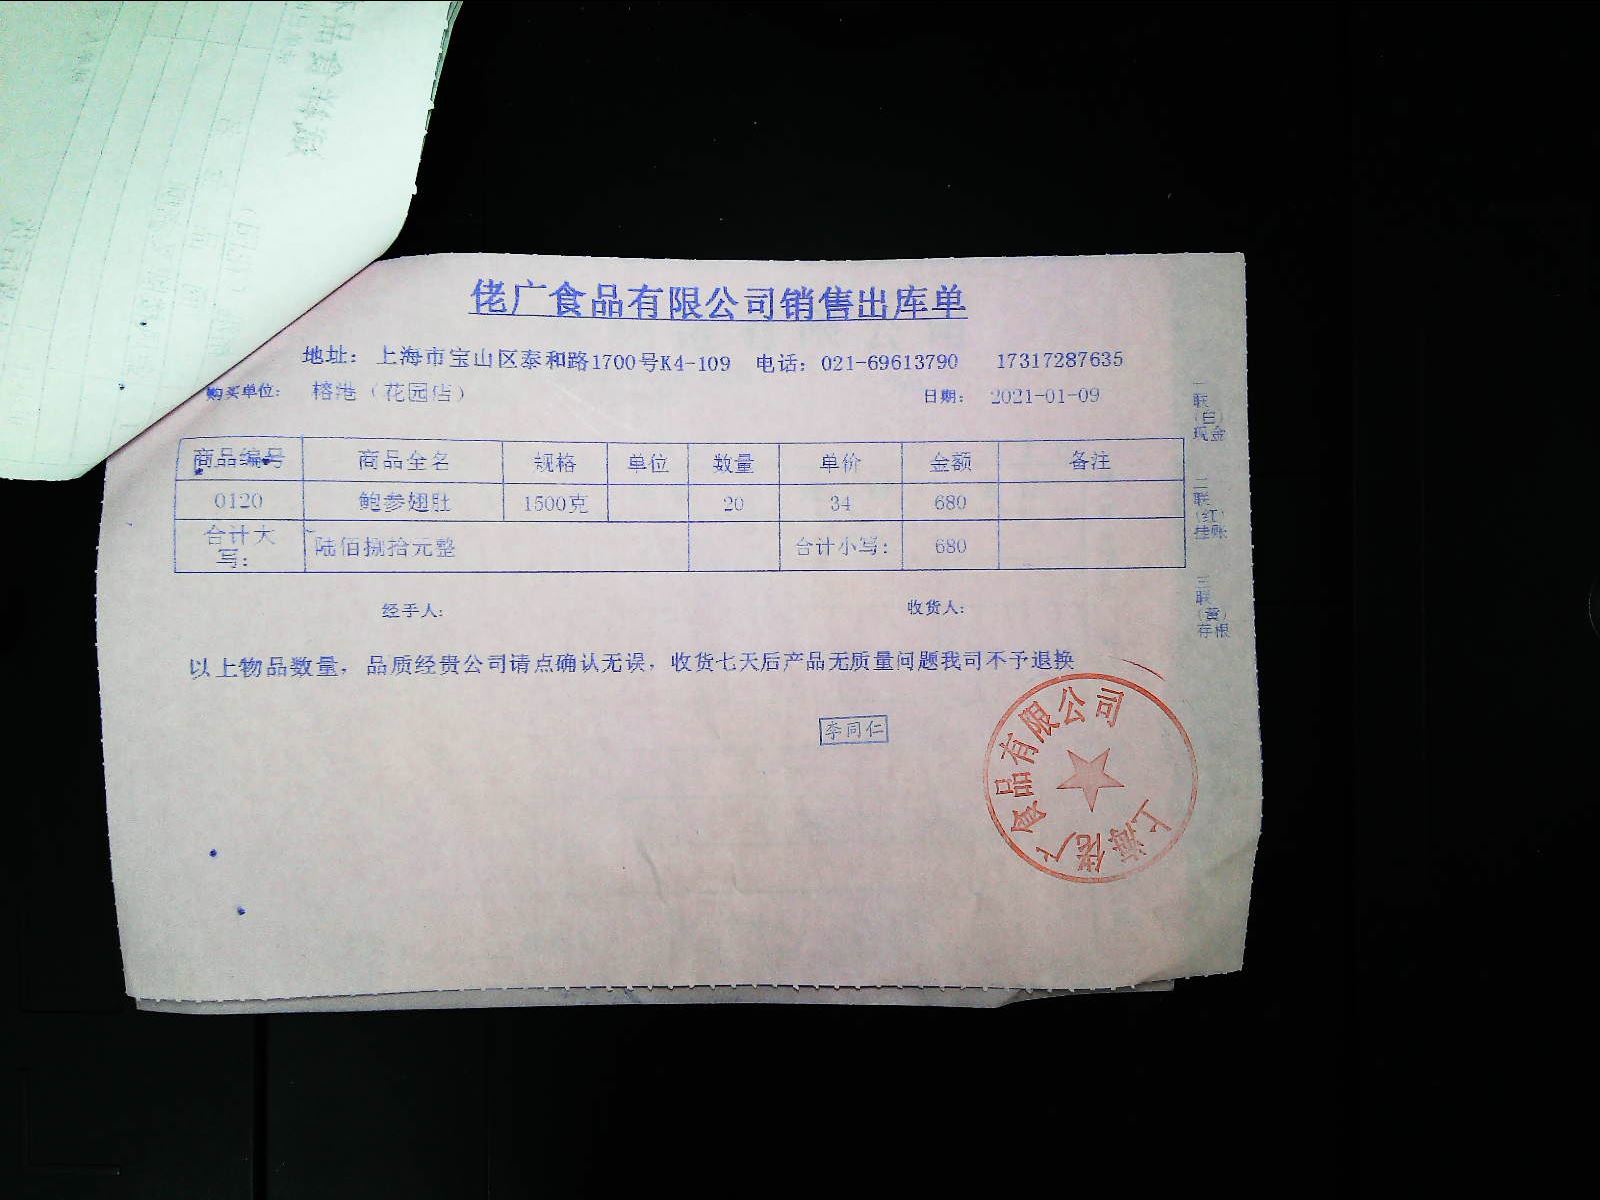 佬广食品有限公司销售出库单
地址： 上海市宝山区泰和路1700号K4-109 电话：021-69613790 17317287635
购买单位： 榕港（花园店） 日期： 2021-01-09
商品编号 商品全名 规格 单位 数量 单价 金额 备注
0120 鲍参翅肚 1500克 20 34 680
合计大写： 陆佰捌拾元整 合计小写： 680
经手人： 收货人：
以上物品数量，品质经贵公司请点确认无误，收货七天后产品无质量问题我司不予退换
李同仁
上海佬广食品有限公司
一联（白）现金
二联（红）挂账
三联（黄）存根